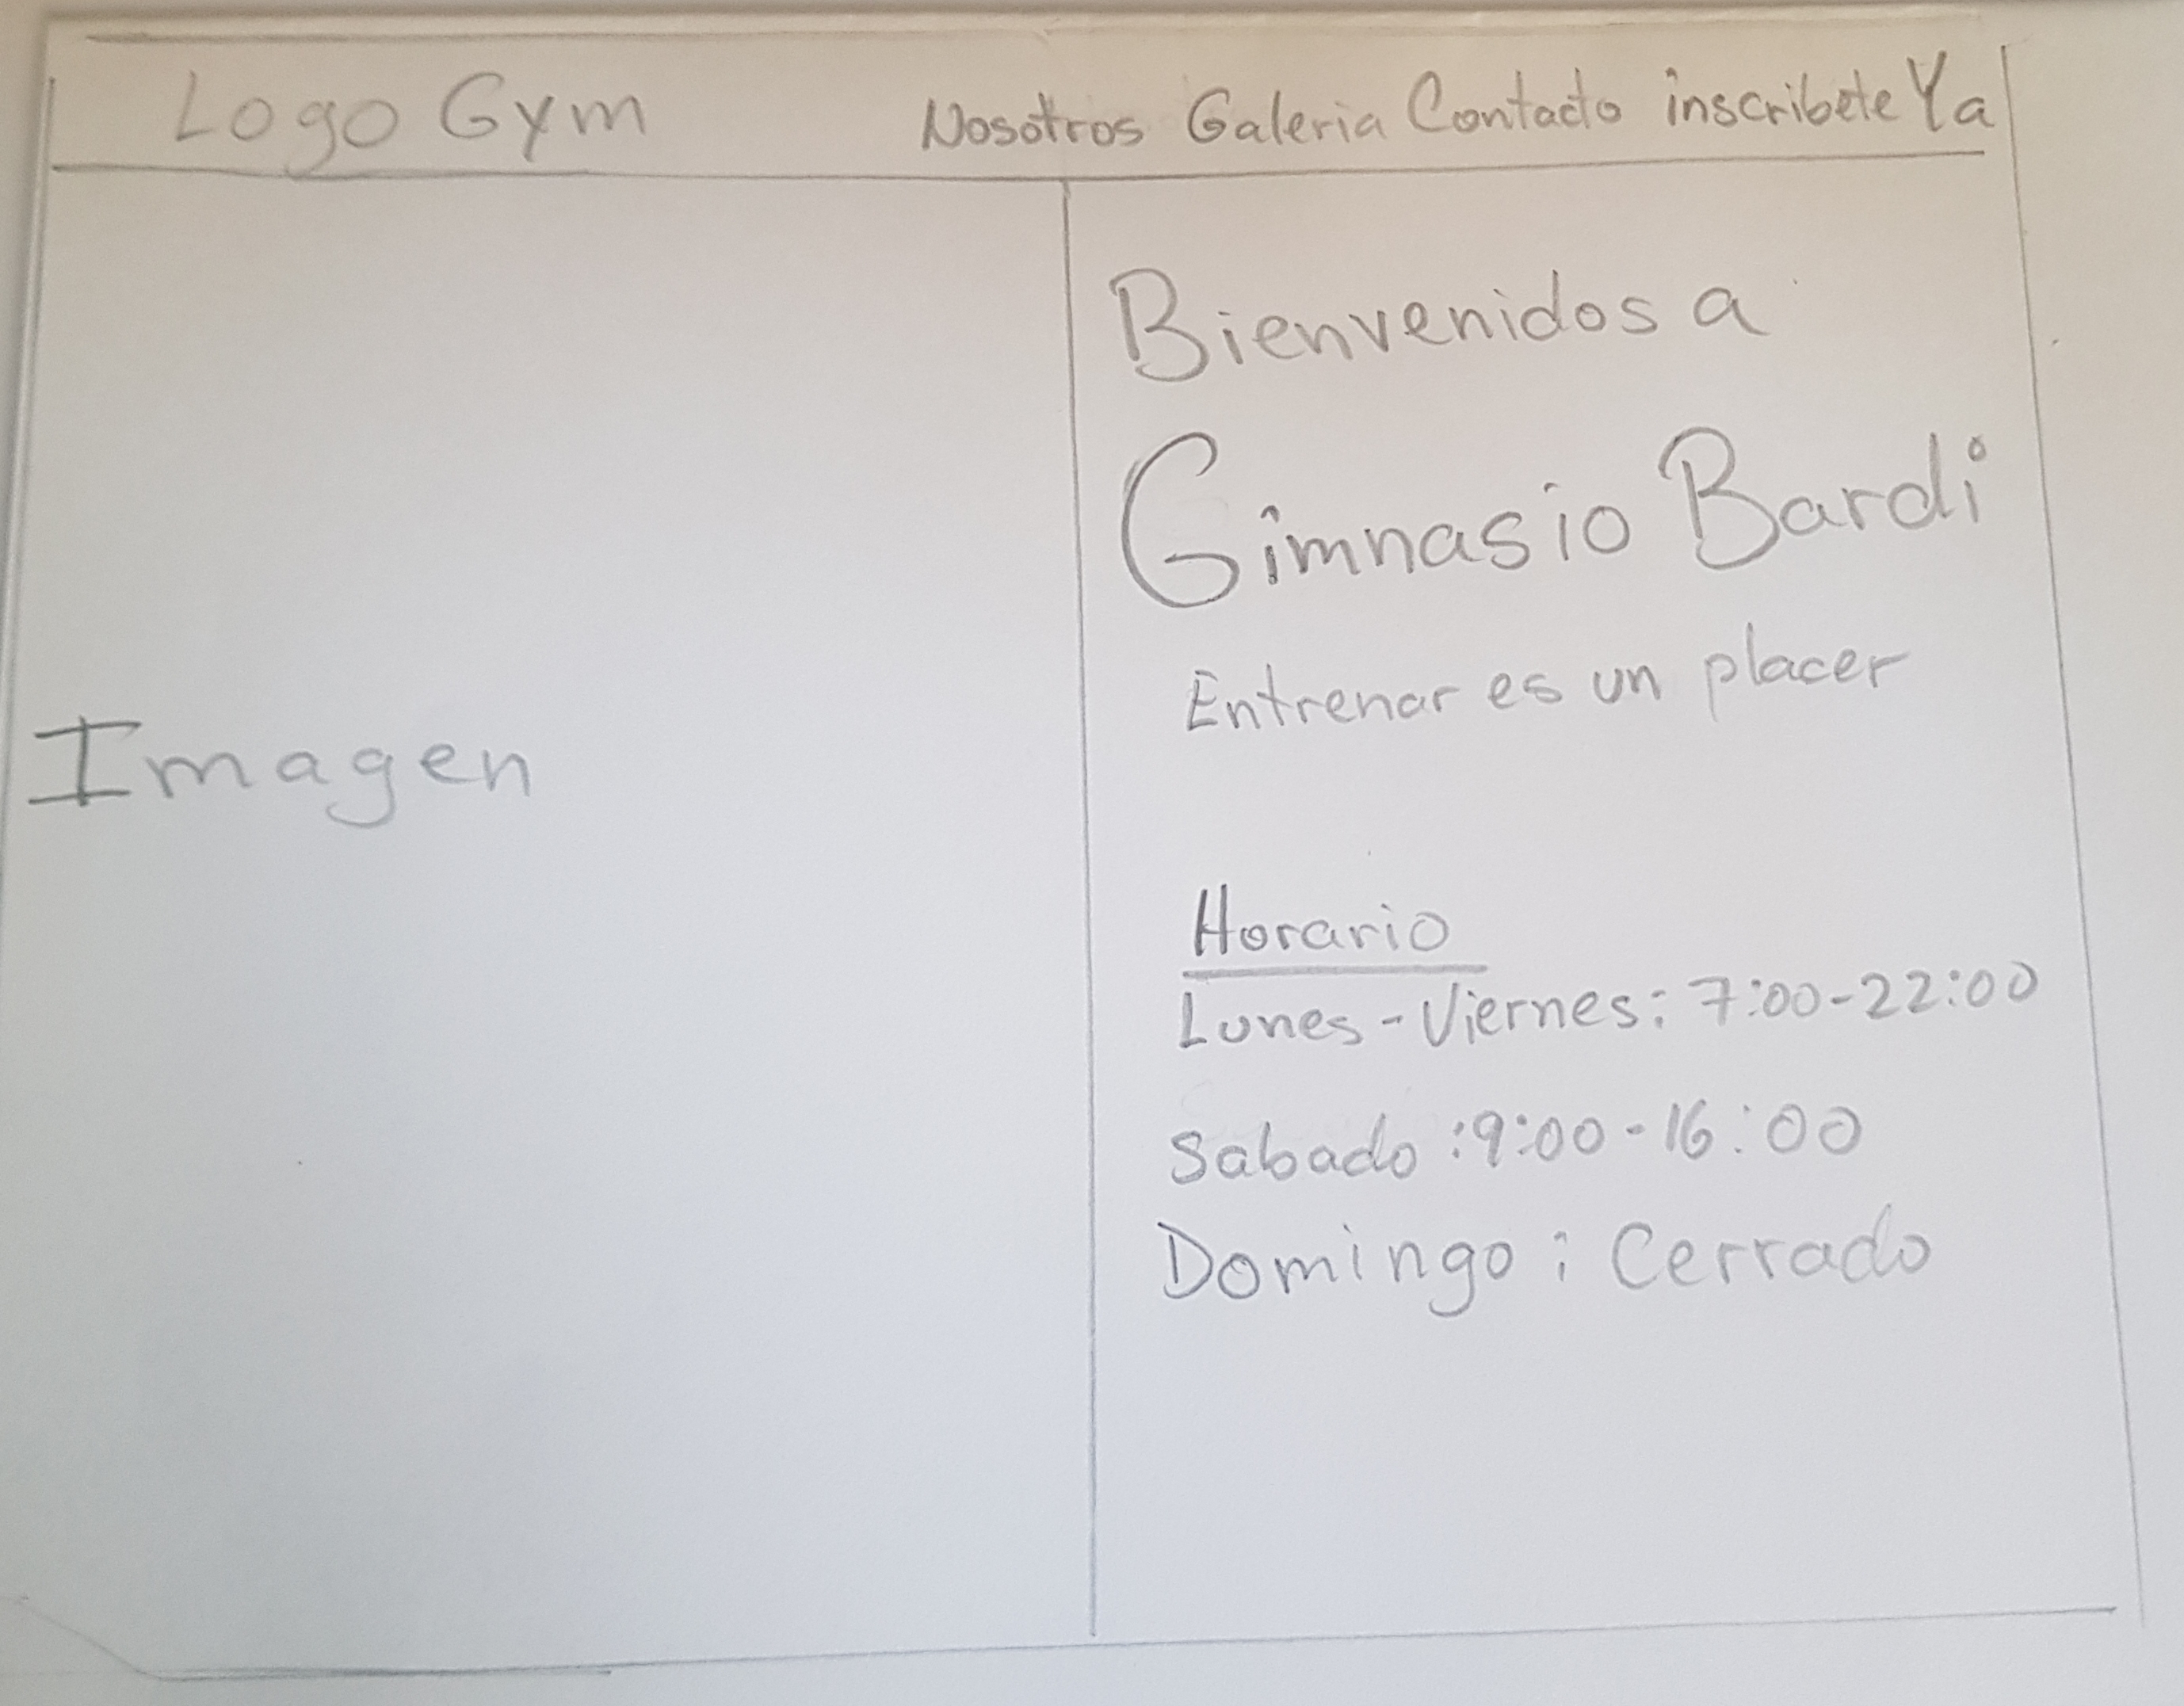 Logo Gym Nosotros Galeria Contacto inscribete Ya
Bienvenidos a
Gimnasio Bardi
Entrenar es un placer
Imagen
Horario
Lunes - Viernes: 7:00-22:00
Sabado :9:00-16:00
Domingo: Cerrado